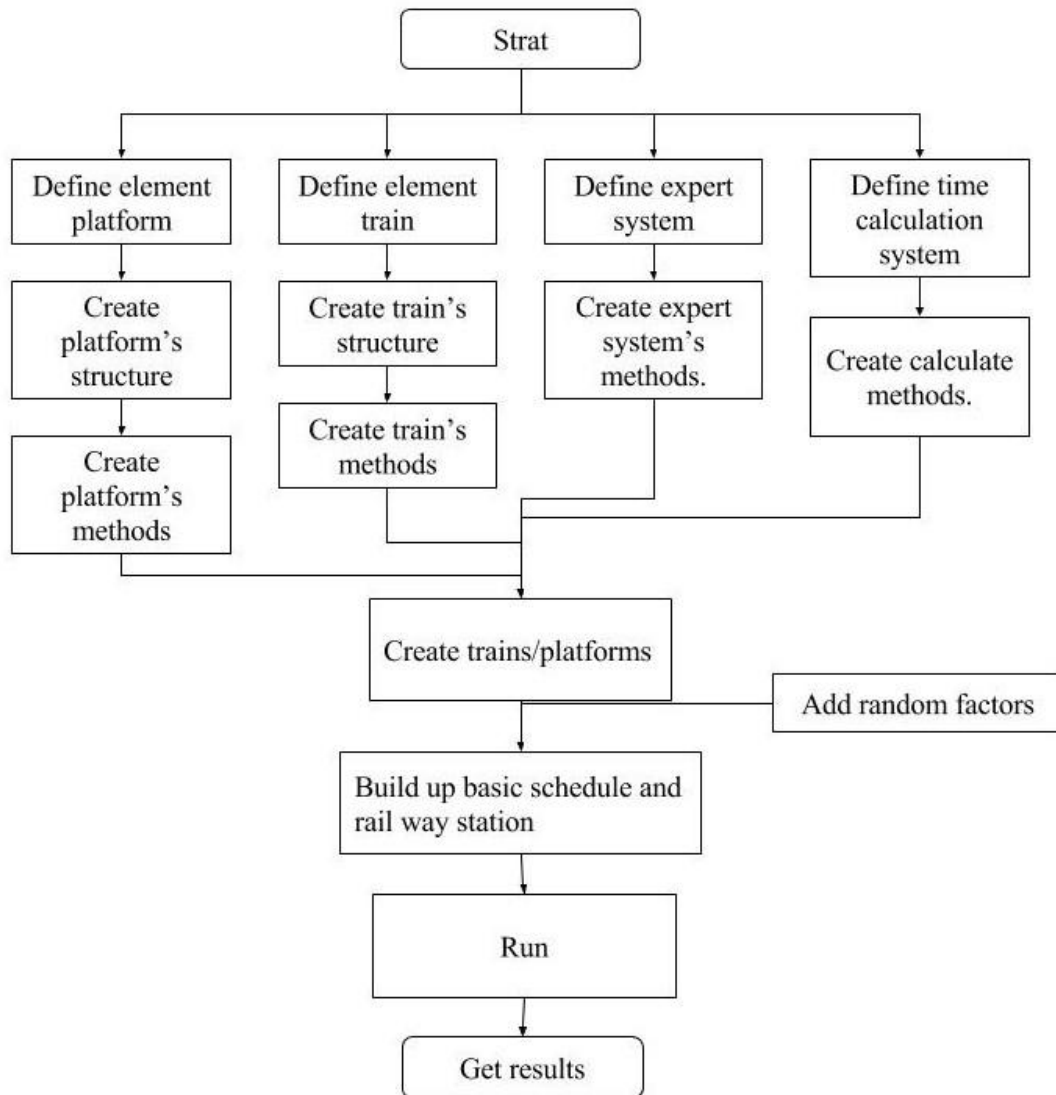 Strat
Define element
platform
Define element
train
Define expert
system
Define time
calculation
system
Create
platform's
structure
Create train's
structure
Create expert
system's
methods.
Create calculate
methods.
Create
platform's
methods
Create train's
methods
Create trains/platforms
Add random factors
Build up basic schedule and
rail way station
Run
Get results